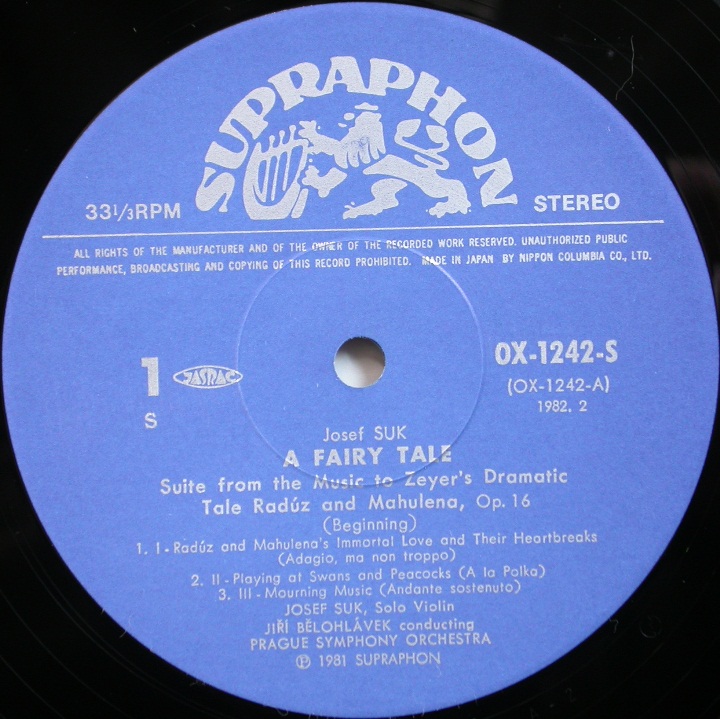 SUPRAPHON
33 1/3 RPM
STEREO
ALL RIGHTS OF THE MANUFACTURER AND OF THE OWNER OF THE RECORDED WORK RESERVED. UNAUTHORIZED PUBLIC
PERFORMANCE, BROADCASTING AND COPYING OF THIS RECORD PROHIBITED. MADE IN JAPAN BY NIPPON COLUMBIA CO., LTD.
1
S
JASRAC
OX-1242-S
(OX-1242-A)
1982. 2
Josef SUK
A FAIRY TALE
Suite from the Music to Zeyer's Dramatic
Tale Radúz and Mahulena, Op. 16
(Beginning)
1. I - Radúz and Mahulena's Immortal Love and Their Heartbreaks
(Adagio, ma non troppo)
2. II - Playing at Swans and Peacocks (A la Polka)
3. III - Mourning Music (Andante sostenuto)
JOSEF SUK, Solo Violin
JIŘÍ BĚLOHLÁVEK conducting
PRAGUE SYMPHONY ORCHESTRA
Ⓟ 1981 SUPRAPHON